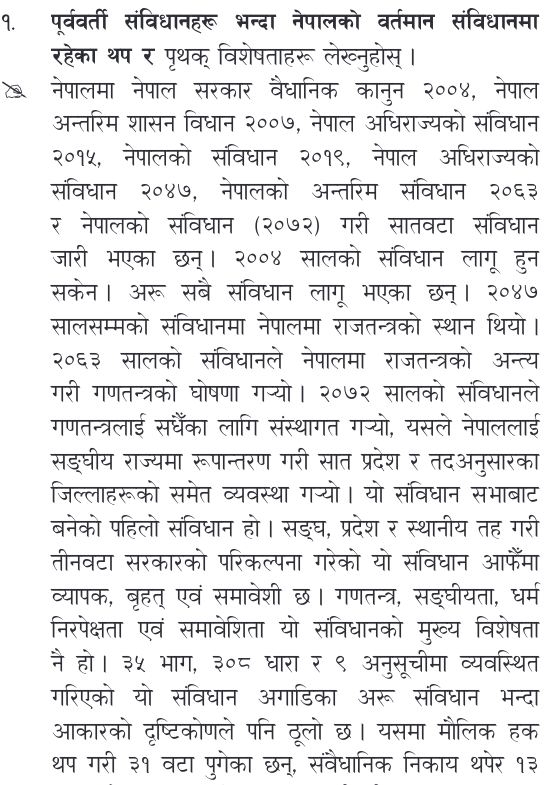 १. पूर्ववर्ती संविधानहरू भन्दा नेपालको वर्तमान संविधानमा
रहेका थप र पृथक् विशेषताहरू लेख्नुहोस् ।
नेपालमा नेपाल सरकार वैधानिक कानुन २००४, नेपाल
अन्तरिम शासन विधान २००७, नेपाल अधिराज्यको संविधान
२०१५, नेपालको संविधान २०१९, नेपाल अधिराज्यको
संविधान २०४७, नेपालको अन्तरिम संविधान २०६३
र नेपालको संविधान (२०७२) गरी सातवटा संविधान
जारी भएका छन् । २००४ सालको संविधान लागू हुन
सकेन । अरू सबै संविधान लागू भएका छन् । २०४७
सालसम्मको संविधानमा नेपालमा राजतन्त्रको स्थान थियो ।
२०६३ सालको संविधानले नेपालमा राजतन्त्रको अन्त्य
गरी गणतन्त्रको घोषणा गऱ्यो । २०७२ सालको संविधानले
गणतन्त्रलाई सधैँका लागि संस्थागत गऱ्यो, यसले नेपाललाई
सङ्घीय राज्यमा रूपान्तरण गरी सात प्रदेश र तदअनुसारका
जिल्लाहरूको समेत व्यवस्था गऱ्यो । यो संविधान सभाबाट
बनेको पहिलो संविधान हो । सङ्घ, प्रदेश र स्थानीय तह गरी
तीनवटा सरकारको परिकल्पना गरेको यो संविधान आफैँमा
व्यापक, बृहत् एवं समावेशी छ । गणतन्त्र, सङ्घीयता, धर्म
निरपेक्षता एवं समावेशिता यो संविधानको मुख्य विशेषता
नै हो । ३५ भाग, ३०८ धारा र ९ अनुसूचीमा व्यवस्थित
गरिएको यो संविधान अगाडिका अरू संविधान भन्दा
आकारको दृष्टिकोणले पनि ठूलो छ । यसमा मौलिक हक
थप गरी ३१ वटा पुगेका छन्, संवैधानिक निकाय थपेर १३